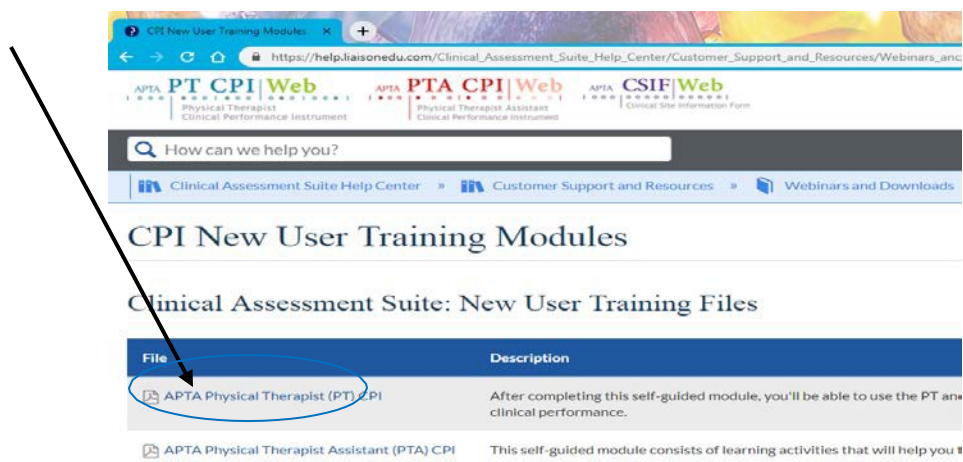 CPI New User Training Modules
https://help.liaisonedu.com/Clinical_Assessment_Suite_Help_Center/Customer_Support_and_Resources/Webinars_and
APTA PT CPI Web APTA PTA CPI Web APTA CSIF Web
Physical Therapist Physical Therapist Assistant Clinical Site Information Form
Clinical Performance Instrument Clinical Performance Instrument
How can we help you?
Clinical Assessment Suite Help Center » Customer Support and Resources » Webinars and Downloads
CPI New User Training Modules
Clinical Assessment Suite: New User Training Files
File Description
APTA Physical Therapist (PT) CPI After completing this self-guided module, you'll be able to use the PT and
clinical performance.
APTA Physical Therapist Assistant (PTA) CPI This self-guided module consists of learning activities that will help you